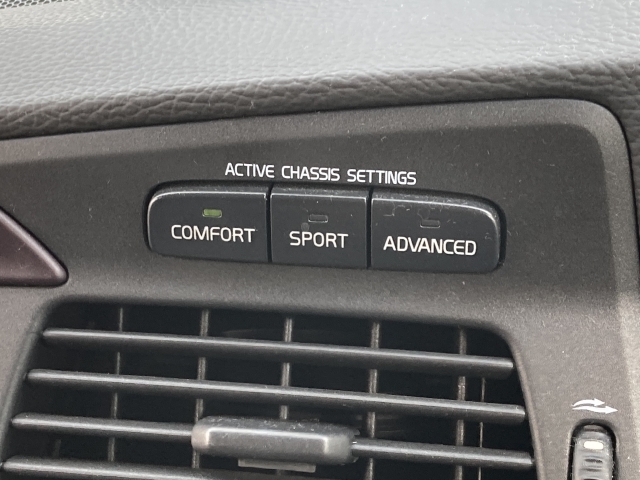 ACTIVE CHASSIS SETTINGS
COMFORT SPORT ADVANCED